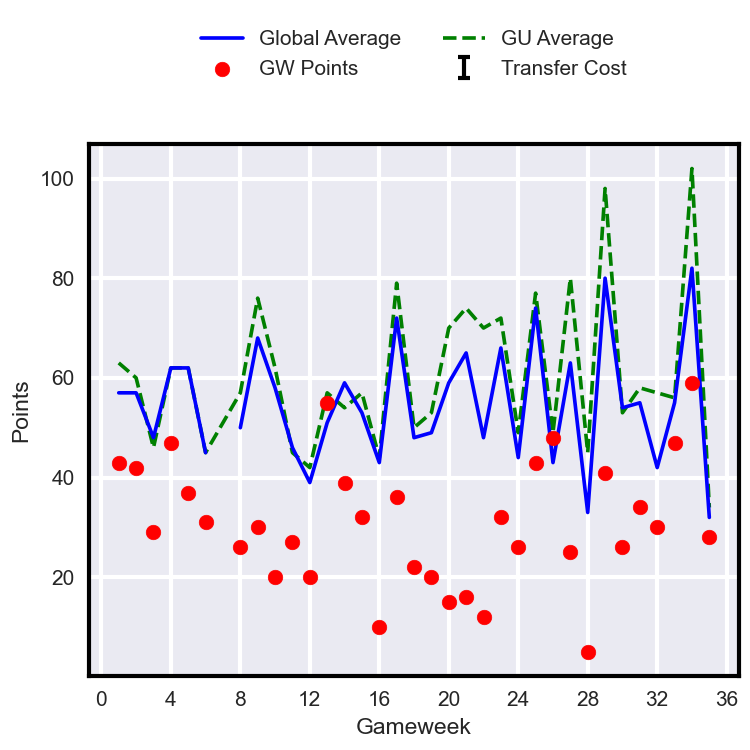 Global Average
GU Average
GW Points
Transfer Cost
100
80
60
40
20
Points
0 4 8 12 16 20 24 28 32 36
Gameweek